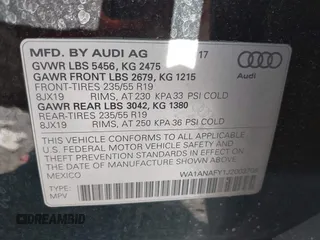 MFD. BY AUDI AG 17
GVWR LBS 5456, KG 2475
GAWR FRONT LBS 2679, KG 1215
FRONT-TIRES 235/55 R19
8JX19 RIMS, AT 230 KPA 33 PSI COLD
GAWR REAR LBS 3042, KG 1380
REAR-TIRES 235/55 R19
8JX19 RIMS, AT 250 KPA 36 PSI COLD
Audi
THIS VEHICLE CONFORMS TO ALL APPLICABLE
U.S. FEDERAL MOTOR VEHICLE SAFETY
BUMPER AND THEFT PREVENTION STANDARDS
IN EFFECT ON THE DATE OF MANUFACTURE
SHOWN ABOVE
MEXICO
TYPE: MPV
DREAMBID